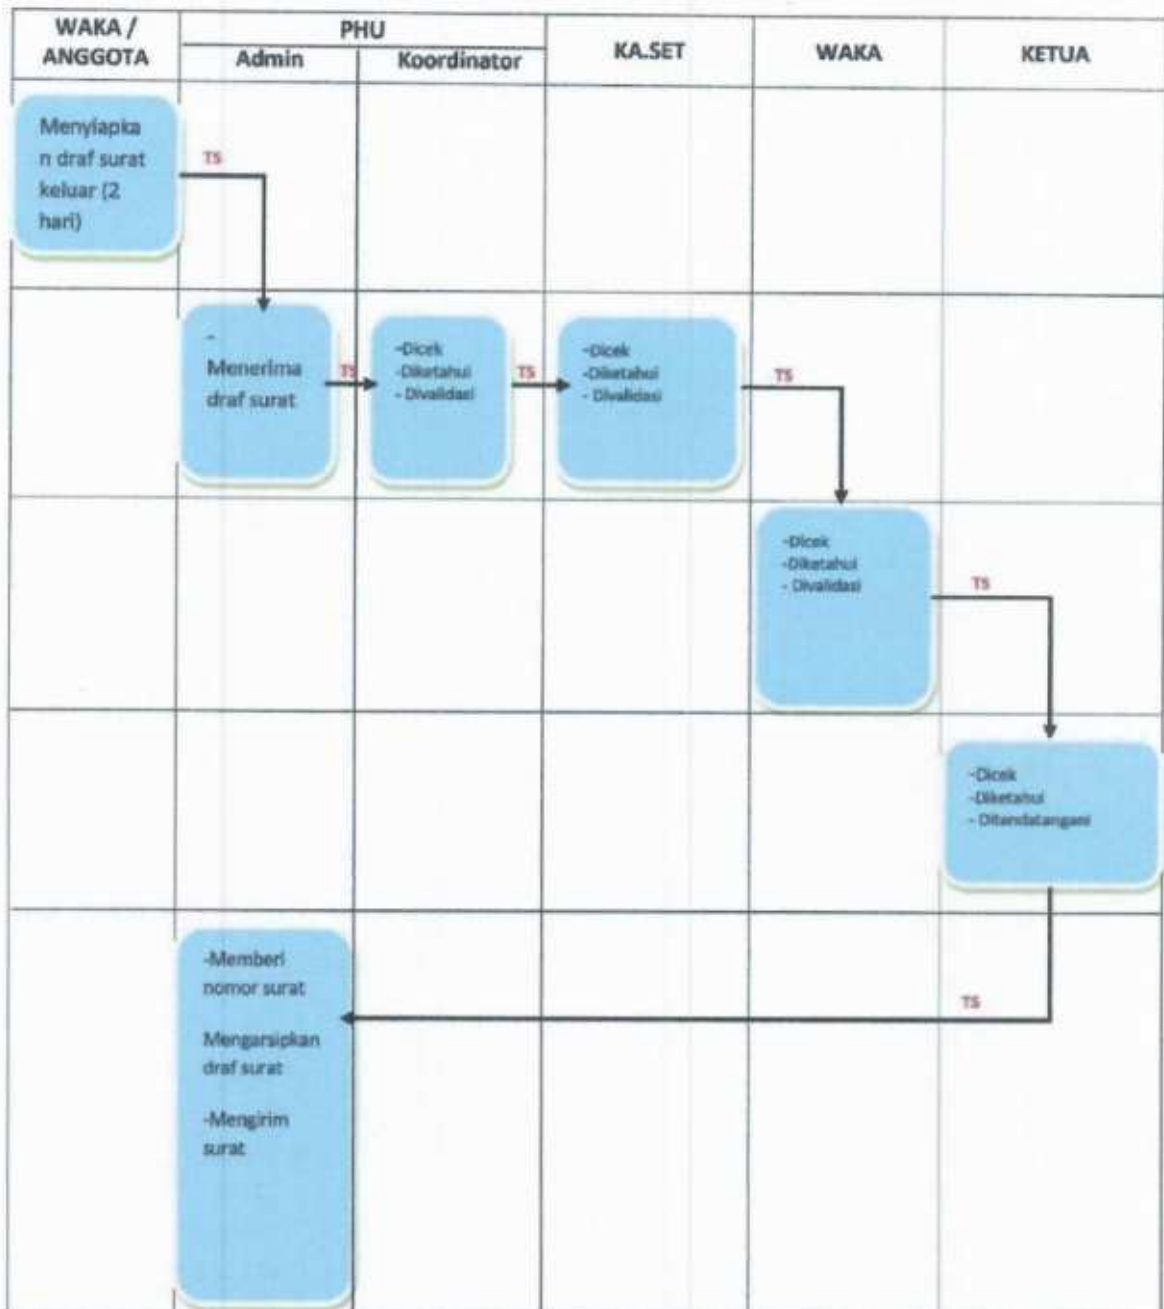 WAKA /
ANGGOTA
PHU
Admin
Koordinator
KA.SET
WAKA
KETUA
Menyiapka
n draf surat
keluar (2
hari)
TS
-
Menerima
draf surat
TS
-Dicek
-Diketahui
- Divalidasi
TS
-Dicek
-Diketahui
- Divalidasi
TS
-Dicek
-Diketahui
- Divalidasi
TS
-Dicek
-Diketahui
- Ditandatangani
TS
-Memberi
nomor surat
Mengarsipkan
draf surat
-Mengirim
surat